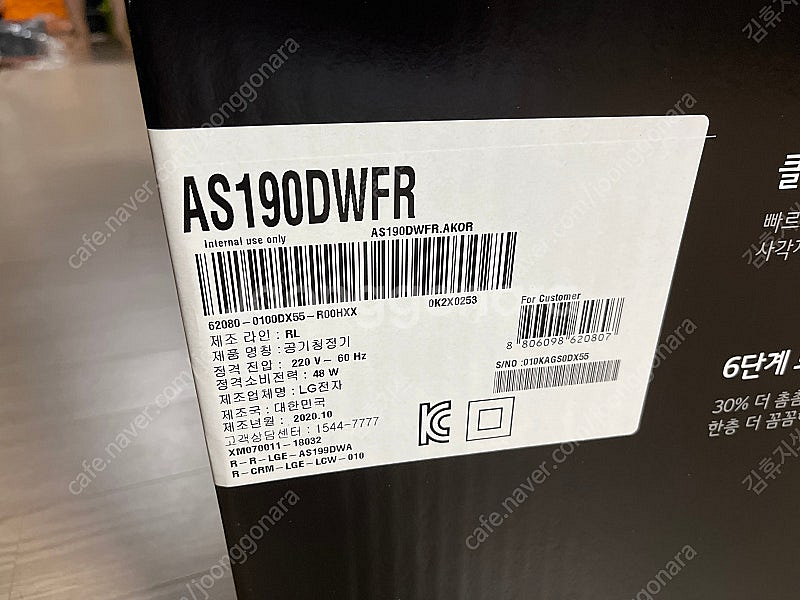 AS190DWFR
Internal use only
AS190DWFR.AKOR
62080-0100DX55-R00HXX
0K2X0253
제조 라인 : RL
제품 명칭 : 공기청정기
정격 진압 : 220 V~ 60 Hz
정격소비전력 : 48 W
제조업체명 : LG전자
제조국 : 대한민국
제조년월 : 2020.10
고객상담센터 : 1544-7777
XM070011-18032
R-R-LGE-AS199DWA
R-CRM-LGE-LCW-010
For Customer
8 806098 620807
S/NO :010KAGS0DX55
빠르
6단계
30% 더 촘촘
한층 더 꼼꼼
cafe.naver.com/joonggonara